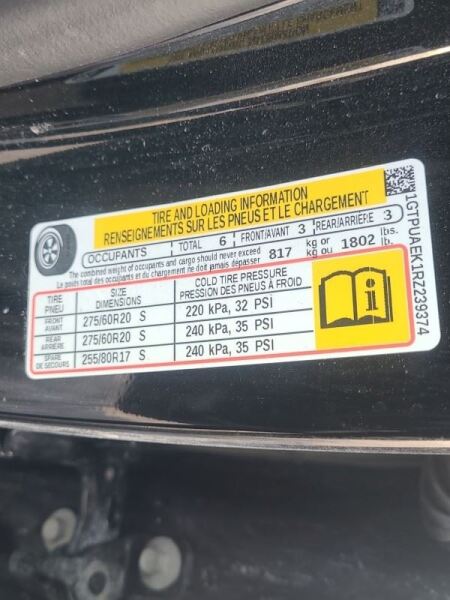 TIRE AND LOADING INFORMATION
RENSEIGNEMENTS SUR LES PNEUS ET LE CHARGEMENT
OCCUPANTS TOTAL 6 FRONT/AVANT 3 REAR/ARRIÈRE 3
The combined weight of occupants and cargo should never exceed 817 kg or 1802 lbs.
Le poids total des occupants et du chargement ne doit jamais dépasser kg ou lb.
TIRE SIZE COLD TIRE PRESSURE
PNEU DIMENSIONS PRESSION DES PNEUS À FROID
FRONT AVANT 275/60R20 S 220 kPa, 32 PSI
REAR ARRIÈRE 275/60R20 S 240 kPa, 35 PSI
SPARE DE SECOURS 255/80R17 S 240 kPa, 35 PSI
1GTPUAEK1RZ239374